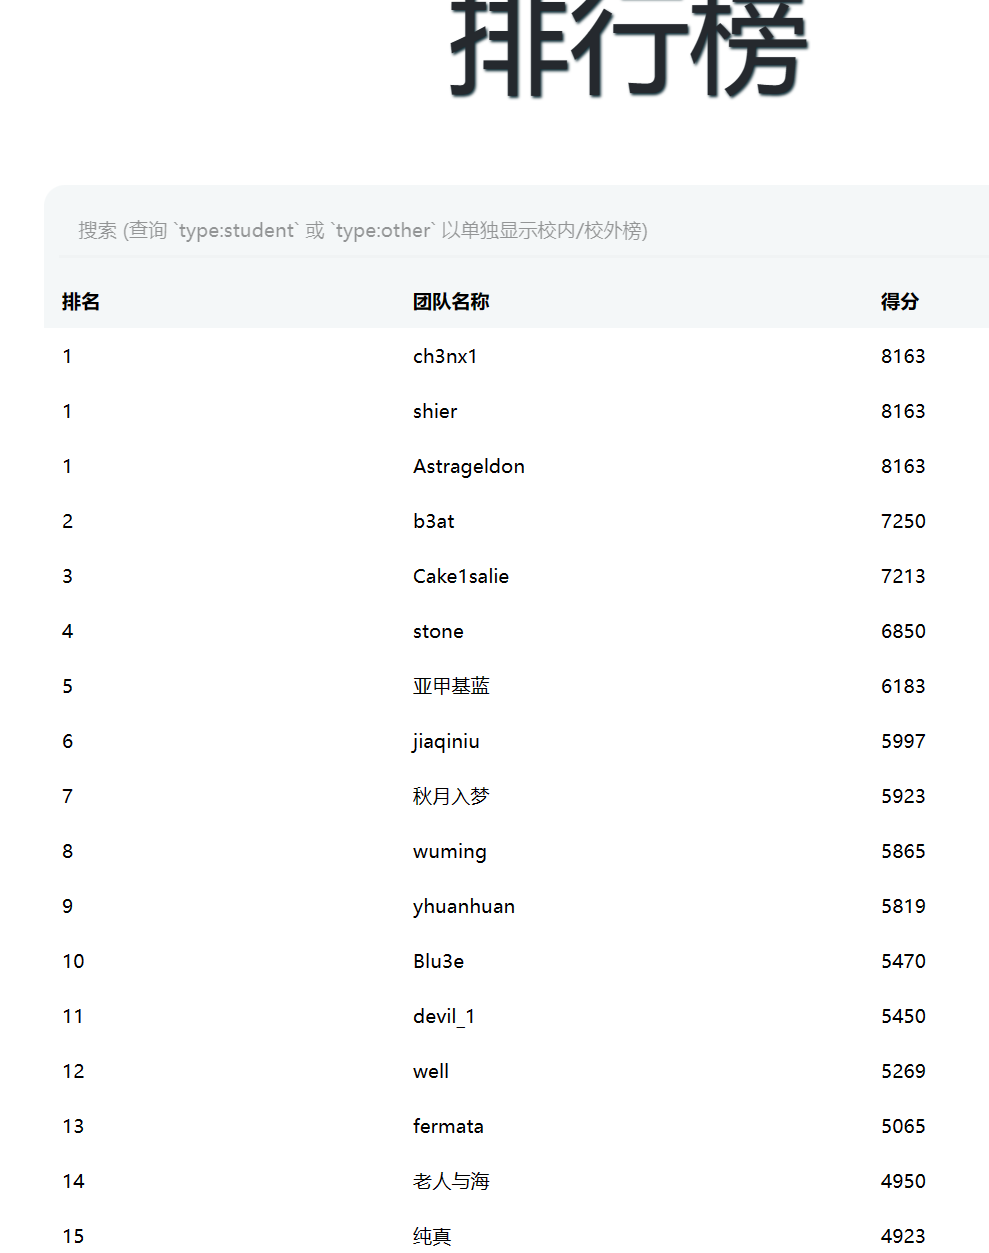 排行榜
搜索 (查询 `type:student` 或 `type:other` 以单独显示校内/校外榜)
排名 团队名称 得分
1 ch3nx1 8163
1 shier 8163
1 Astrageldon 8163
2 b3at 7250
3 Cake1salie 7213
4 stone 6850
5 亚甲基蓝 6183
6 jiaqiniu 5997
7 秋月入梦 5923
8 wuming 5865
9 yhuanhuan 5819
10 Blu3e 5470
11 devil_1 5450
12 well 5269
13 fermata 5065
14 老人与海 4950
15 纯真 4923